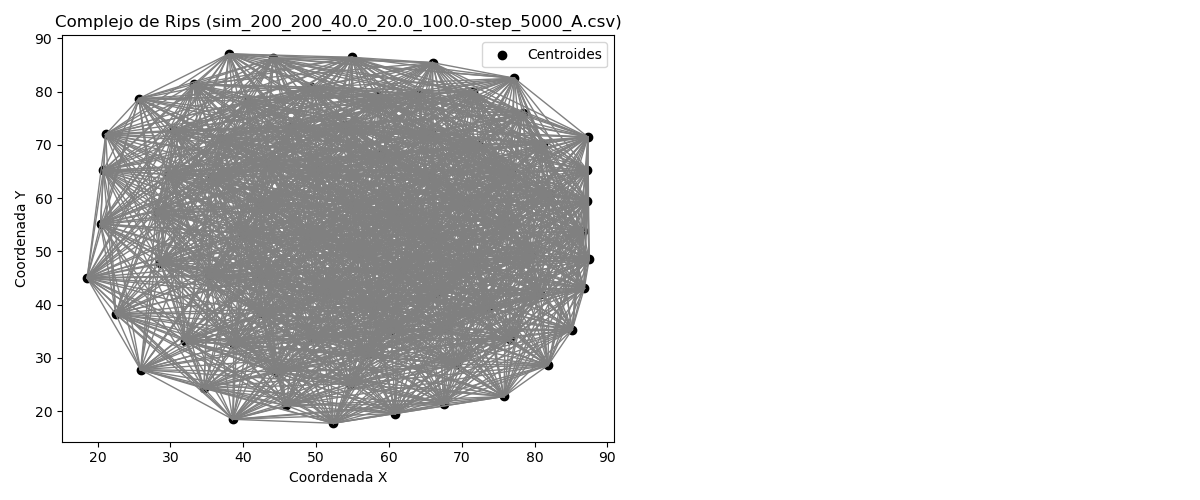 Complejo de Rips (sim_200_200_40.0_20.0_100.0-step_5000_A.csv)
Centroides
90
80
70
60
50
40
30
20
Coordenada Y
20 30 40 50 60 70 80 90
Coordenada X